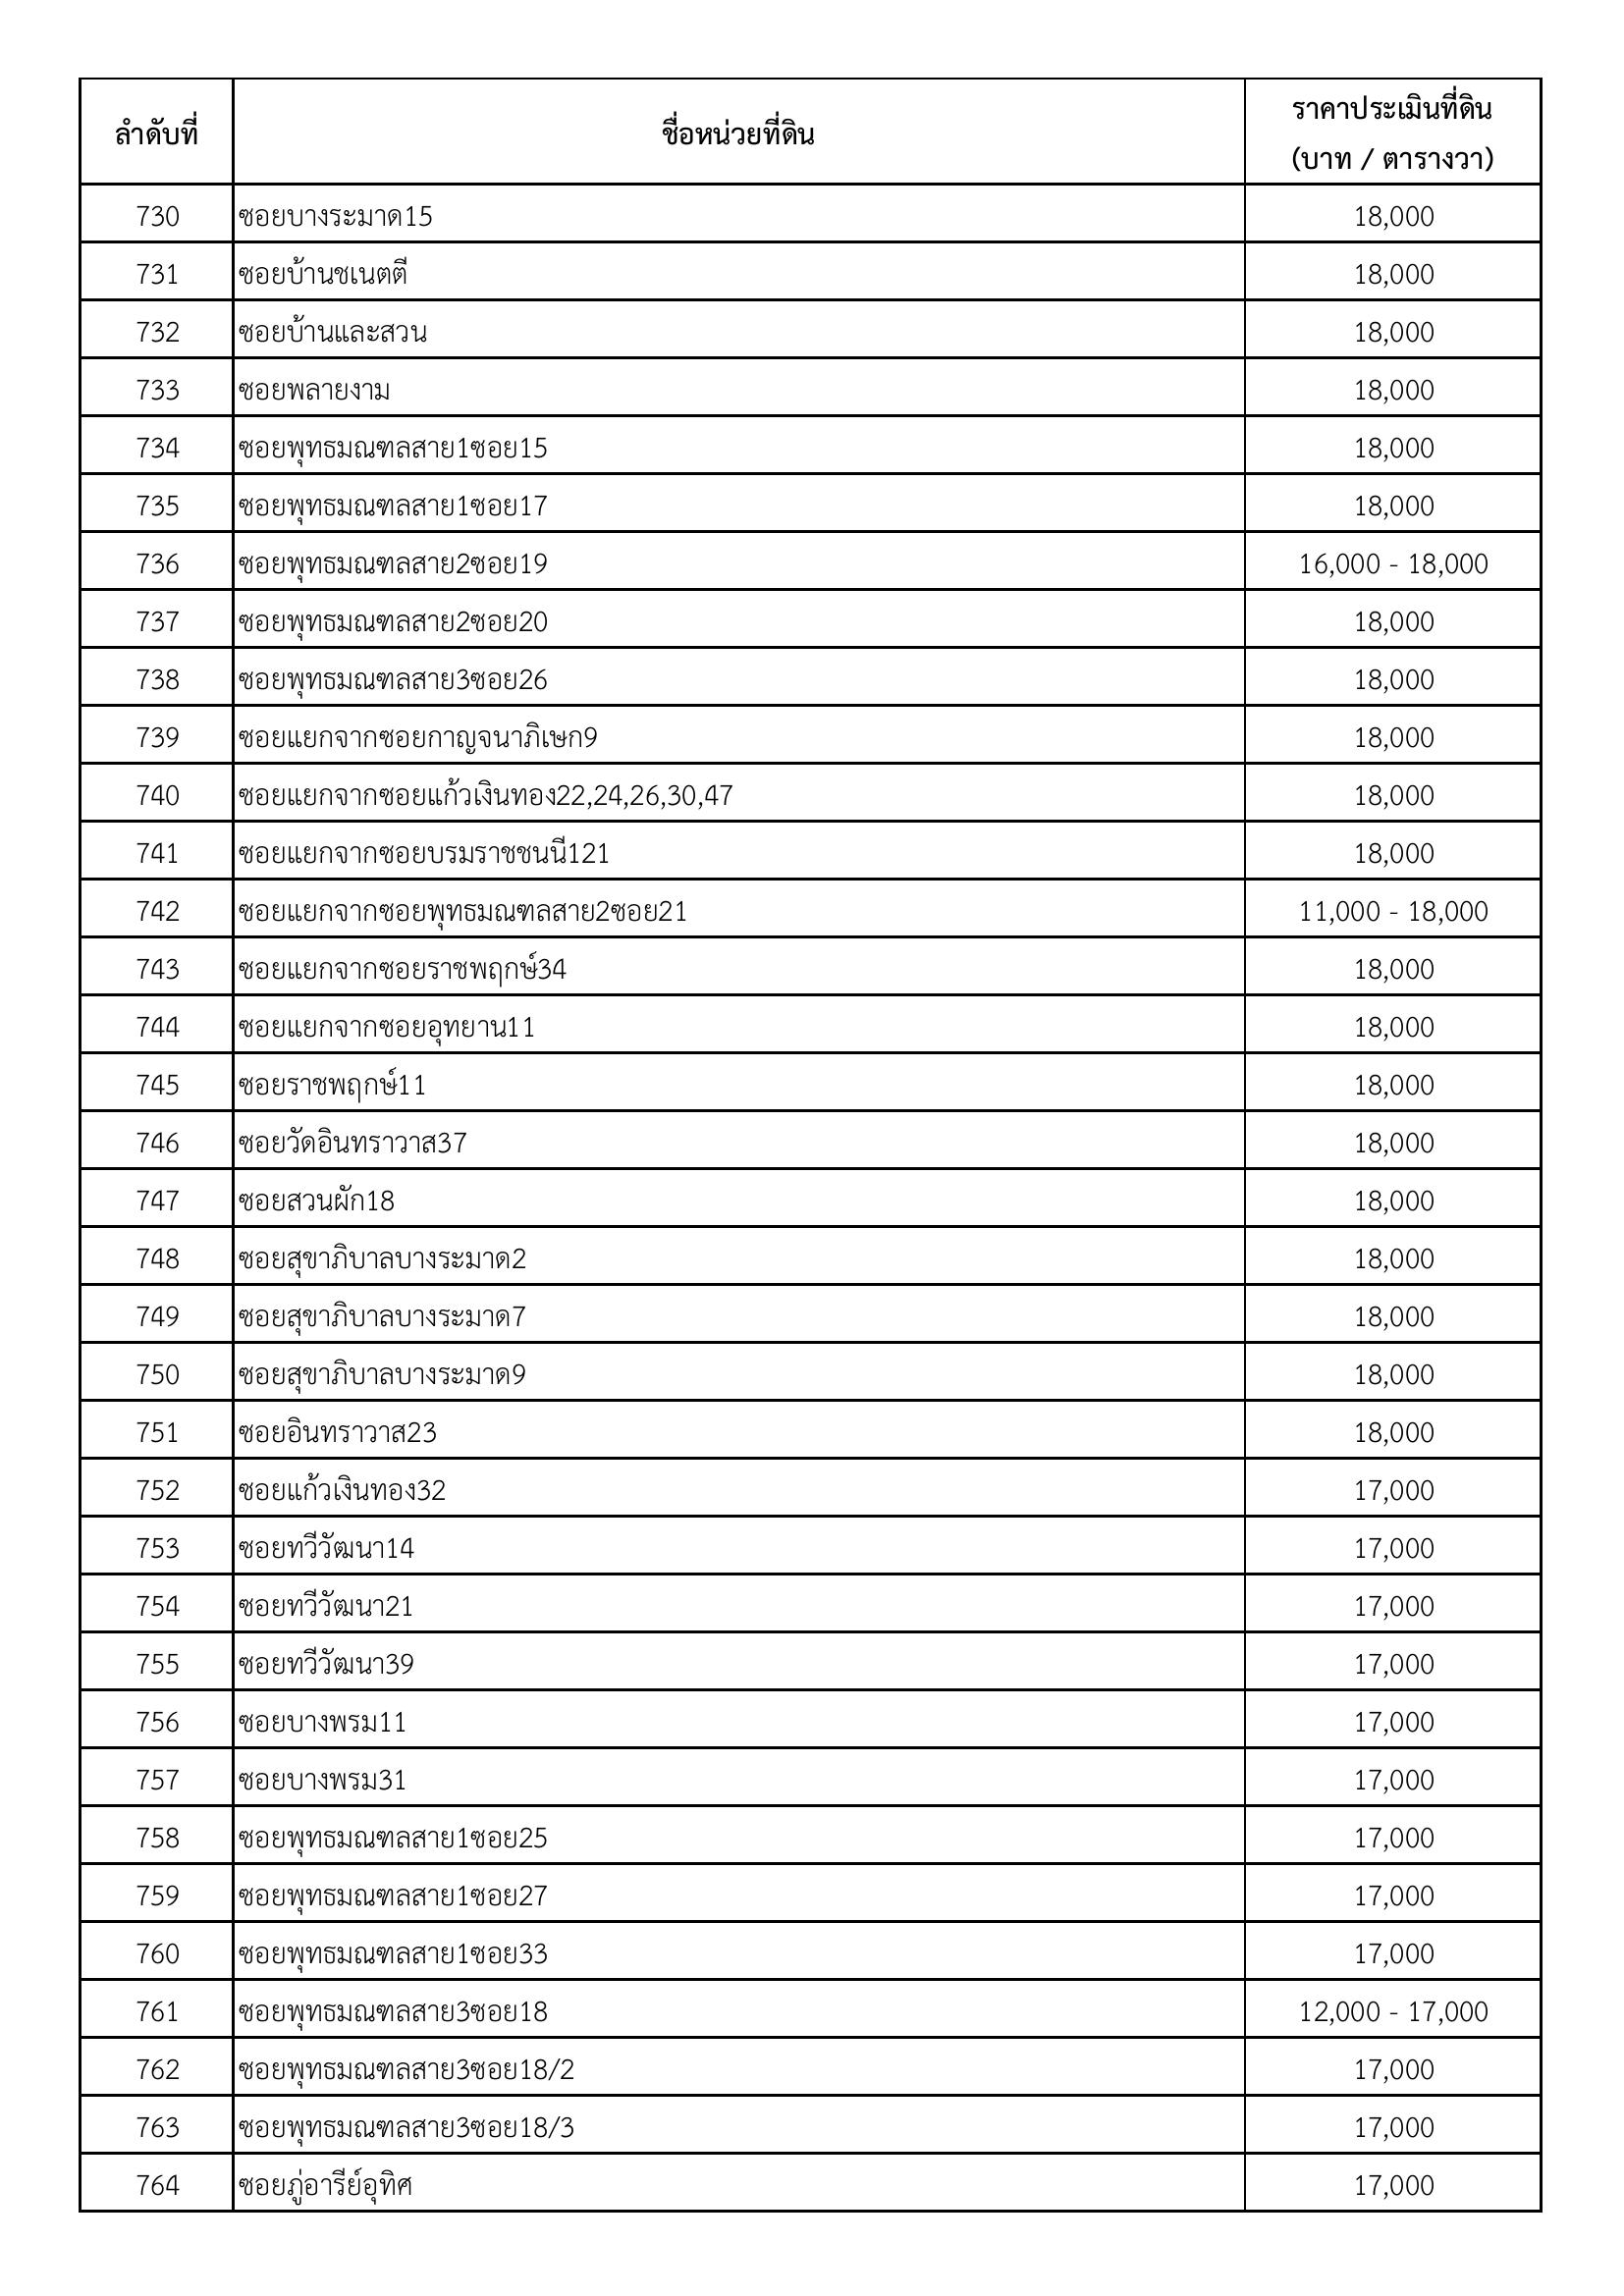 ลำดับที่ ชื่อหน่วยที่ดิน ราคาประเมินที่ดิน
(บาท / ตารางวา)
730 ซอยบางระมาด15 18,000
731 ซอยบ้านชเนตตี 18,000
732 ซอยบ้านและสวน 18,000
733 ซอยพลายงาม 18,000
734 ซอยพุทธมณฑลสาย1ซอย15 18,000
735 ซอยพุทธมณฑลสาย1ซอย17 18,000
736 ซอยพุทธมณฑลสาย2ซอย19 16,000 - 18,000
737 ซอยพุทธมณฑลสาย2ซอย20 18,000
738 ซอยพุทธมณฑลสาย3ซอย26 18,000
739 ซอยแยกจากซอยกาญจนาภิเษก9 18,000
740 ซอยแยกจากซอยแก้วเงินทอง22,24,26,30,47 18,000
741 ซอยแยกจากซอยบรมราชชนนี121 18,000
742 ซอยแยกจากซอยพุทธมณฑลสาย2ซอย21 11,000 - 18,000
743 ซอยแยกจากซอยราชพฤกษ์34 18,000
744 ซอยแยกจากซอยอุทยาน11 18,000
745 ซอยราชพฤกษ์11 18,000
746 ซอยวัดอินทราวาส37 18,000
747 ซอยสวนผัก18 18,000
748 ซอยสุขาภิบาลบางระมาด2 18,000
749 ซอยสุขาภิบาลบางระมาด7 18,000
750 ซอยสุขาภิบาลบางระมาด9 18,000
751 ซอยอินทราวาส23 18,000
752 ซอยแก้วเงินทอง32 17,000
753 ซอยทวีวัฒนา14 17,000
754 ซอยทวีวัฒนา21 17,000
755 ซอยทวีวัฒนา39 17,000
756 ซอยบางพรม11 17,000
757 ซอยบางพรม31 17,000
758 ซอยพุทธมณฑลสาย1ซอย25 17,000
759 ซอยพุทธมณฑลสาย1ซอย27 17,000
760 ซอยพุทธมณฑลสาย1ซอย33 17,000
761 ซอยพุทธมณฑลสาย3ซอย18 12,000 - 17,000
762 ซอยพุทธมณฑลสาย3ซอย18/2 17,000
763 ซอยพุทธมณฑลสาย3ซอย18/3 17,000
764 ซอยภู่อารีย์อุทิศ 17,000